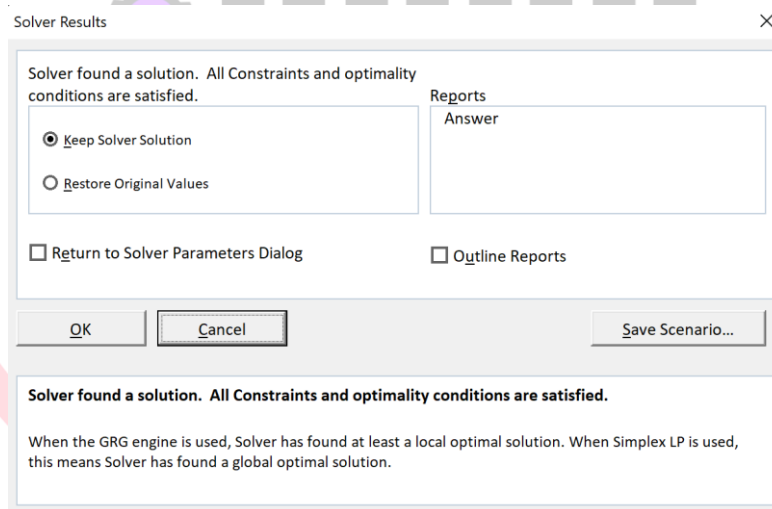 Solver Results
Solver found a solution. All Constraints and optimality
conditions are satisfied.
Reports
Answer
Keep Solver Solution
Restore Original Values
Return to Solver Parameters Dialog
Outline Reports
OK
Cancel
Save Scenario...
Solver found a solution. All Constraints and optimality conditions are satisfied.
When the GRG engine is used, Solver has found at least a local optimal solution. When Simplex LP is used,
this means Solver has found a global optimal solution.